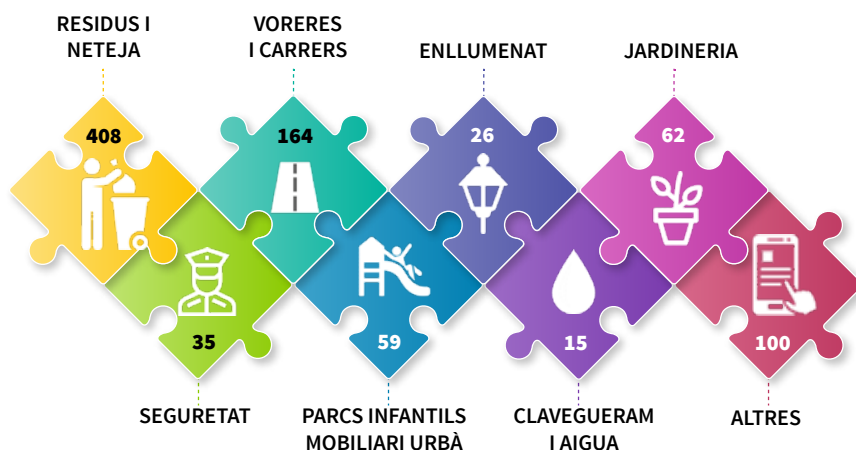 RESIDUS I
NETEJA
408
VORERES
I CARRERS
164
ENLLUMENAT
26
JARDINERIA
62
35
SEGURETAT
59
PARCS INFANTILS
MOBILIARI URBÀ
15
CLAVEGUERAM
I AIGUA
100
ALTRES